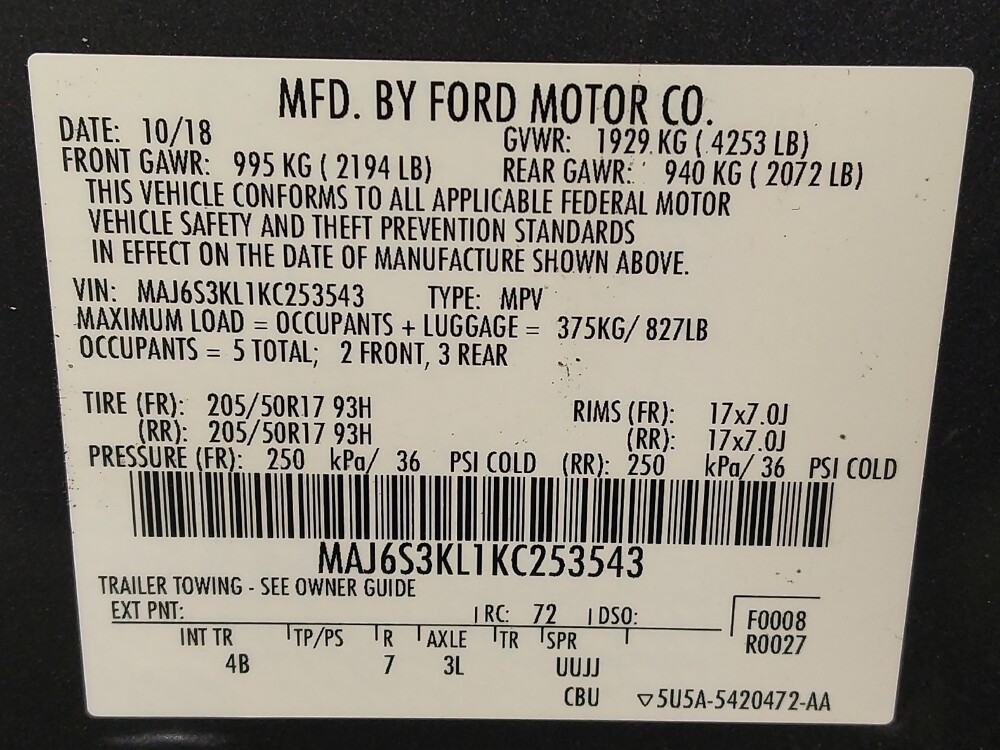 MFD. BY FORD MOTOR CO.
DATE: 10/18 GVWR: 1929 KG ( 4253 LB)
FRONT GAWR: 995 KG ( 2194 LB) REAR GAWR: 940 KG ( 2072 LB)
THIS VEHICLE CONFORMS TO ALL APPLICABLE FEDERAL MOTOR
VEHICLE SAFETY AND THEFT PREVENTION STANDARDS
IN EFFECT ON THE DATE OF MANUFACTURE SHOWN ABOVE.
VIN: MAJ6S3KL1KC253543 TYPE: MPV
MAXIMUM LOAD = OCCUPANTS + LUGGAGE = 375KG/ 827LB
OCCUPANTS = 5 TOTAL; 2 FRONT, 3 REAR
TIRE (FR): 205/50R17 93H RIMS (FR): 17x7.0J
(RR): 205/50R17 93H (RR): 17x7.0J
PRESSURE (FR): 250 kPa/ 36 PSI COLD (RR): 250 kPa/ 36 PSI COLD
MAJ6S3KL1KC253543
TRAILER TOWING - SEE OWNER GUIDE
EXT PNT: RC: 72 DSO: F0008
R0027
INT TR TP/PS R AXLE TR SPR
4B 7 3L UUJJ
CBU ▽5U5A-5420472-AA